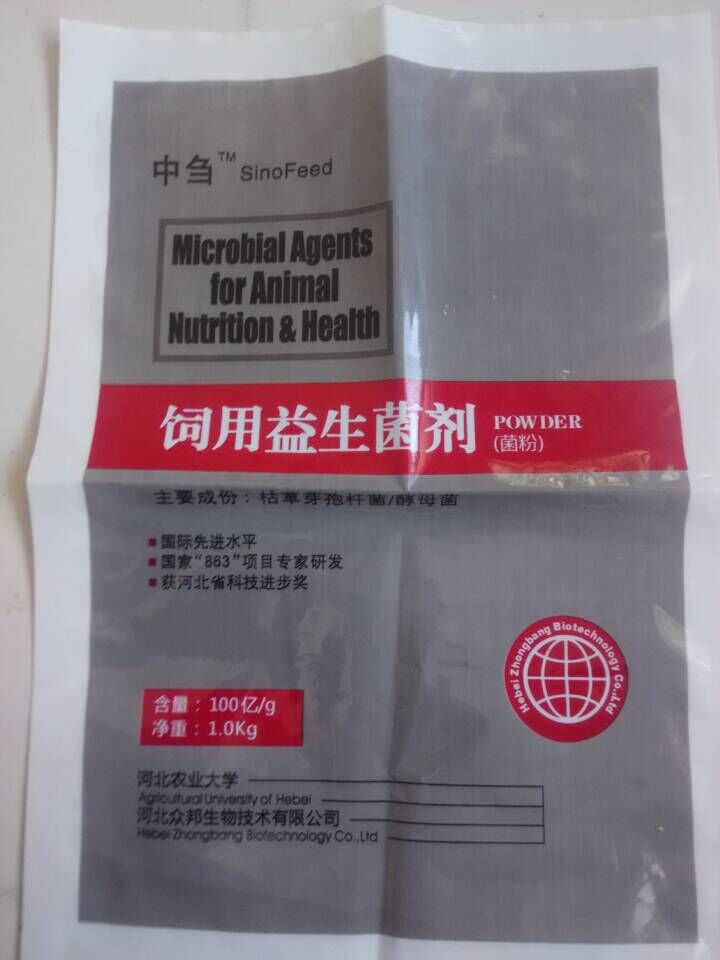 中刍™ SinoFeed
Microbial Agents
for Animal
Nutrition & Health
饲用益生菌剂 POWDER
(菌粉)
主要成份：枯草芽孢杆菌/酵母菌
国际先进水平
国家“863”项目专家研发
获河北省科技进步奖
Hebei Zhongbang Biotechnology Co.,Ltd
含量：100亿/g
净重：1.0Kg
河北农业大学
Agricultural University of Hebei
河北众邦生物技术有限公司
Hebei Zhongbang Biotechnology Co.,Ltd